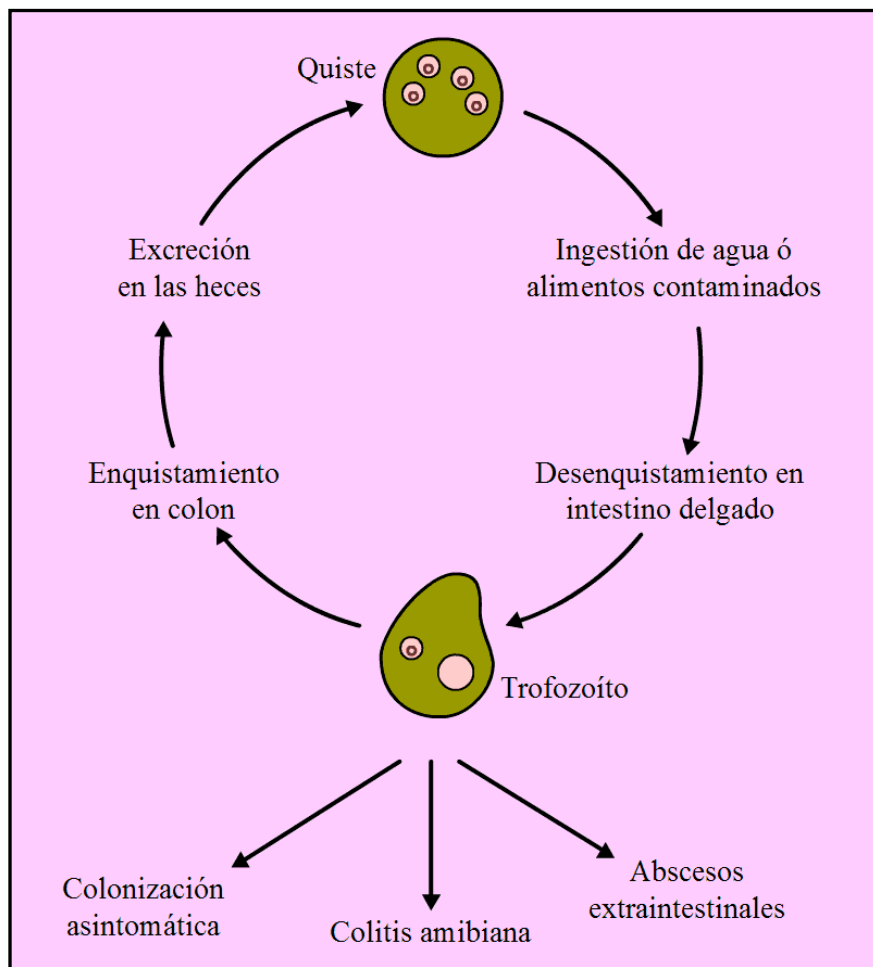 Quiste
Ingestión de agua ó
alimentos contaminados
Desenquistamiento en
intestino delgado
Trofozoíto
Enquistamiento
en colon
Excreción
en las heces
Colonización
asintomática
Colitis amibiana
Abscesos
extraintestinales